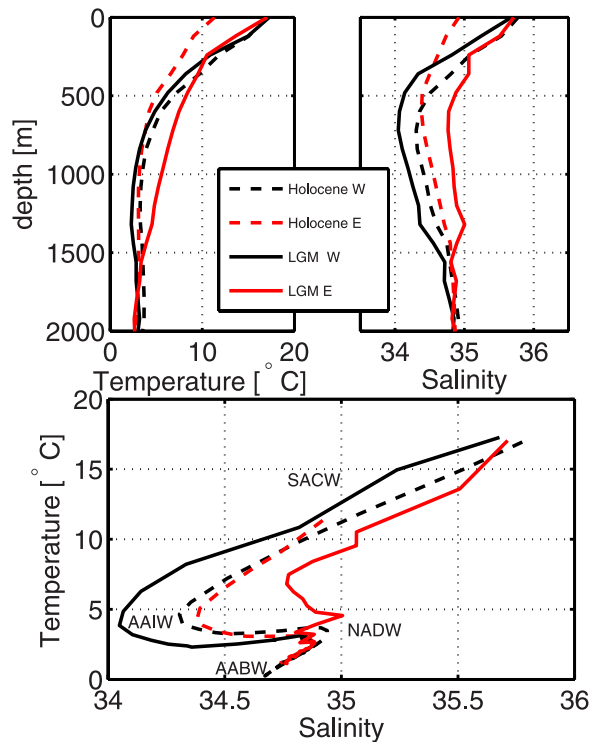 0
500
1000
1500
2000
depth [m]
0 10 20
Temperature [ ° C]
34 35 36
Salinity
Holocene W
Holocene E
LGM W
LGM E
20
15
10
5
0
Temperature [ ° C]
SACW
AAIW
NADW
AABW
34 34.5 35 35.5 36
Salinity